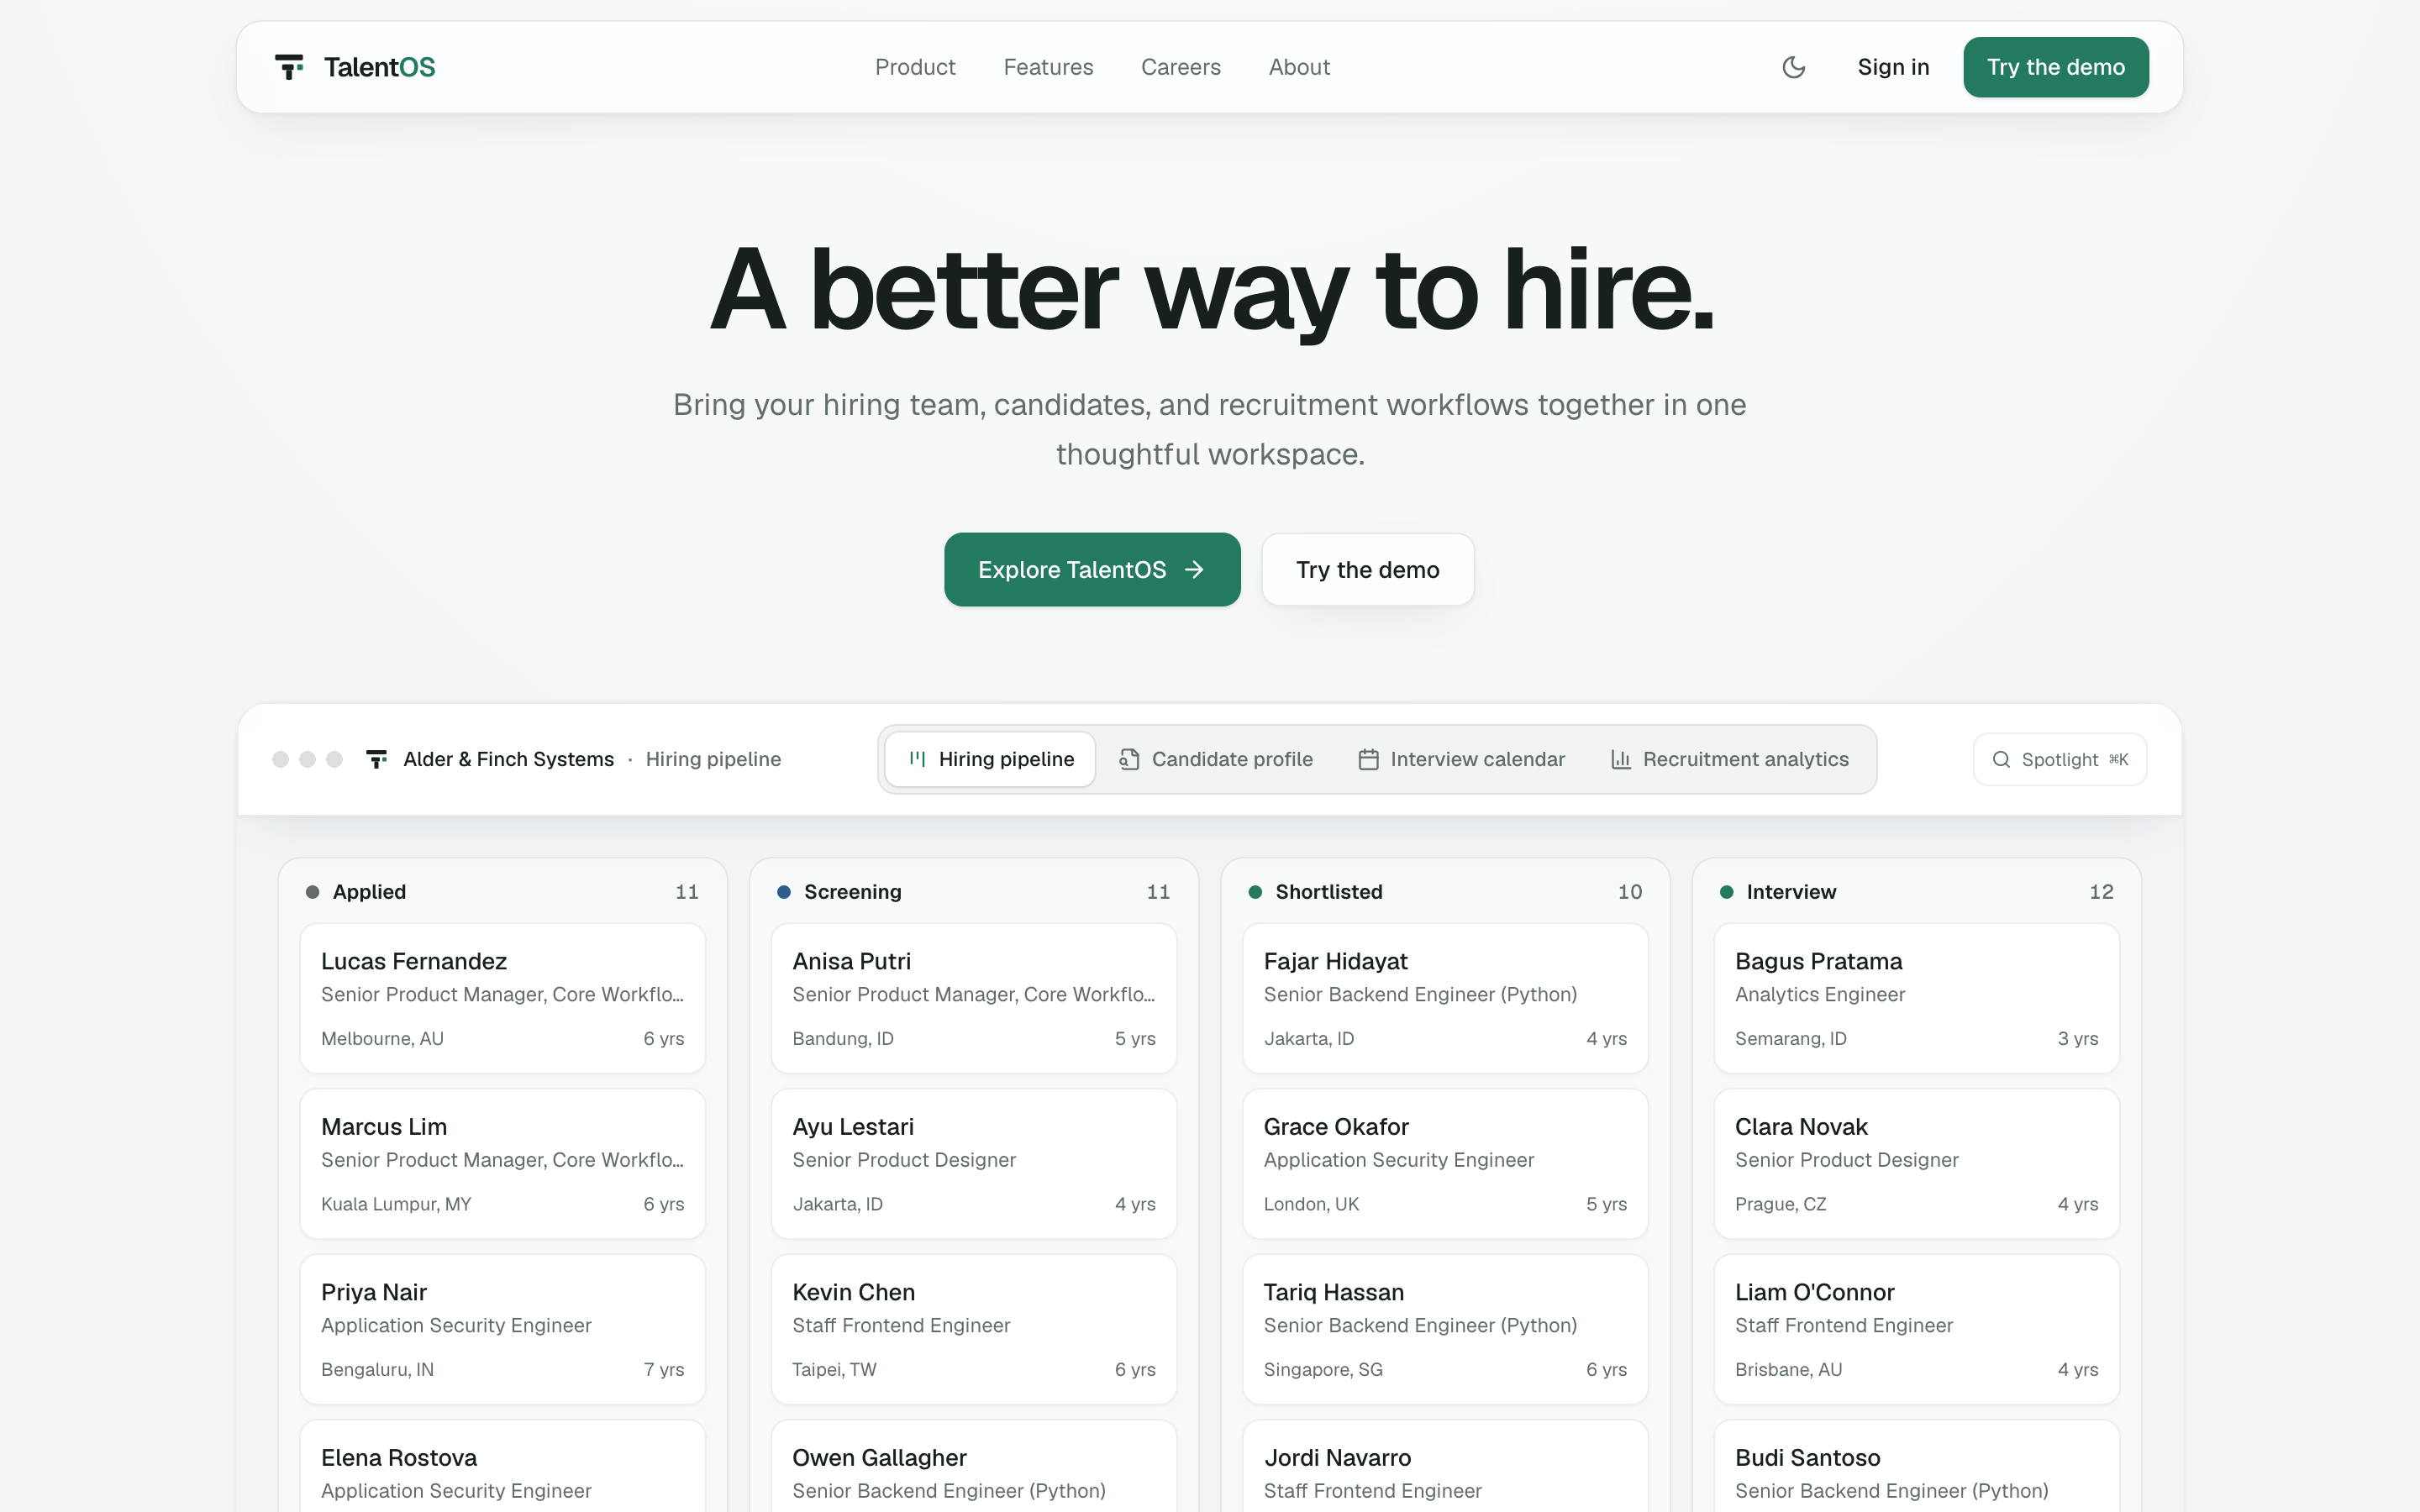 TalentOS
Product Features Careers About
Sign in
Try the demo
A better way to hire.
Bring your hiring team, candidates, and recruitment workflows together in one
thoughtful workspace.
Explore TalentOS →
Try the demo
Alder & Finch Systems · Hiring pipeline
Hiring pipeline
Candidate profile
Interview calendar
Recruitment analytics
Spotlight ⌘K
Applied 11
Lucas Fernandez
Senior Product Manager, Core Workflo...
Melbourne, AU 6 yrs
Marcus Lim
Senior Product Manager, Core Workflo...
Kuala Lumpur, MY 6 yrs
Priya Nair
Application Security Engineer
Bengaluru, IN 7 yrs
Elena Rostova
Application Security Engineer
Screening 11
Anisa Putri
Senior Product Manager, Core Workflo...
Bandung, ID 5 yrs
Ayu Lestari
Senior Product Designer
Jakarta, ID 4 yrs
Kevin Chen
Staff Frontend Engineer
Taipei, TW 6 yrs
Owen Gallagher
Senior Backend Engineer (Python)
Shortlisted 10
Fajar Hidayat
Senior Backend Engineer (Python)
Jakarta, ID 4 yrs
Grace Okafor
Application Security Engineer
London, UK 5 yrs
Tariq Hassan
Senior Backend Engineer (Python)
Singapore, SG 6 yrs
Jordi Navarro
Staff Frontend Engineer
Interview 12
Bagus Pratama
Analytics Engineer
Semarang, ID 3 yrs
Clara Novak
Senior Product Designer
Prague, CZ 4 yrs
Liam O'Connor
Staff Frontend Engineer
Brisbane, AU 4 yrs
Budi Santoso
Senior Backend Engineer (Python)